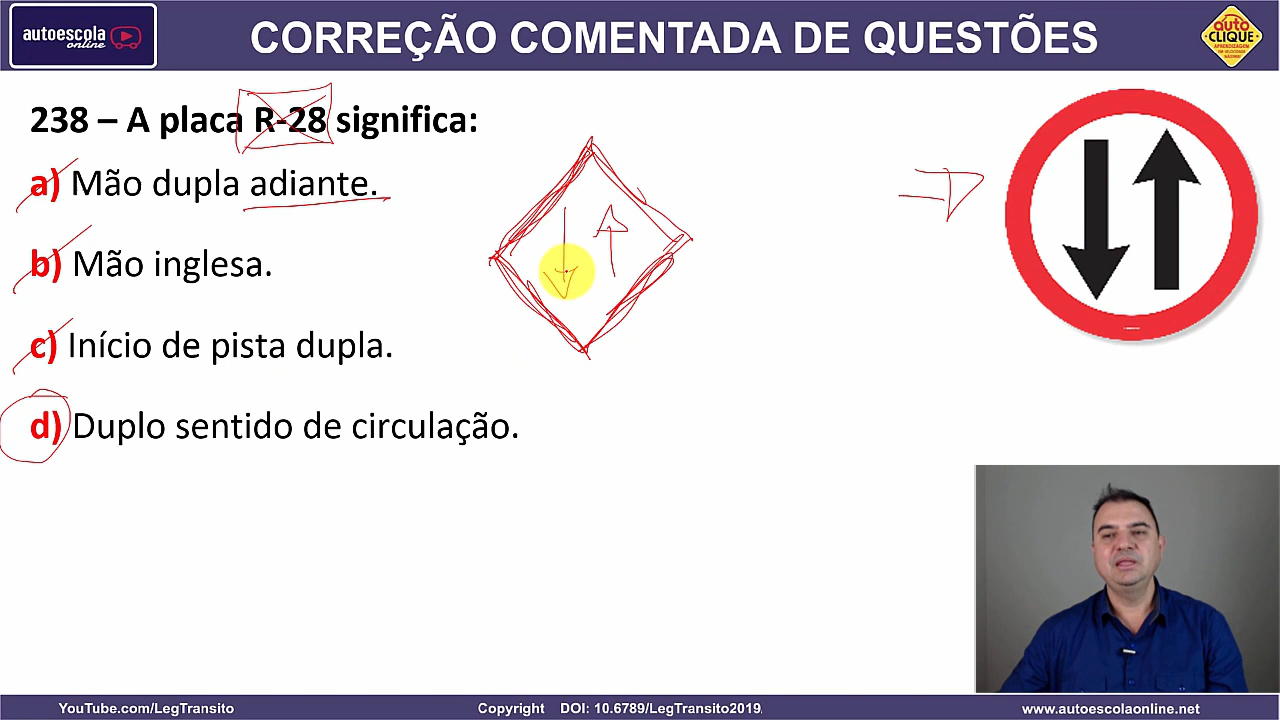 autoescola
online
CORREÇÃO COMENTADA DE QUESTÕES
auto
CLIQUE
APRENDIZAGEM
238 – A placa R-28 significa:
a) Mão dupla adiante.
b) Mão inglesa.
c) Início de pista dupla.
d) Duplo sentido de circulação.
YouTube.com/LegTransito
Copyright DOI: 10.6789/LegTransito2019
www.autoescolaonline.net